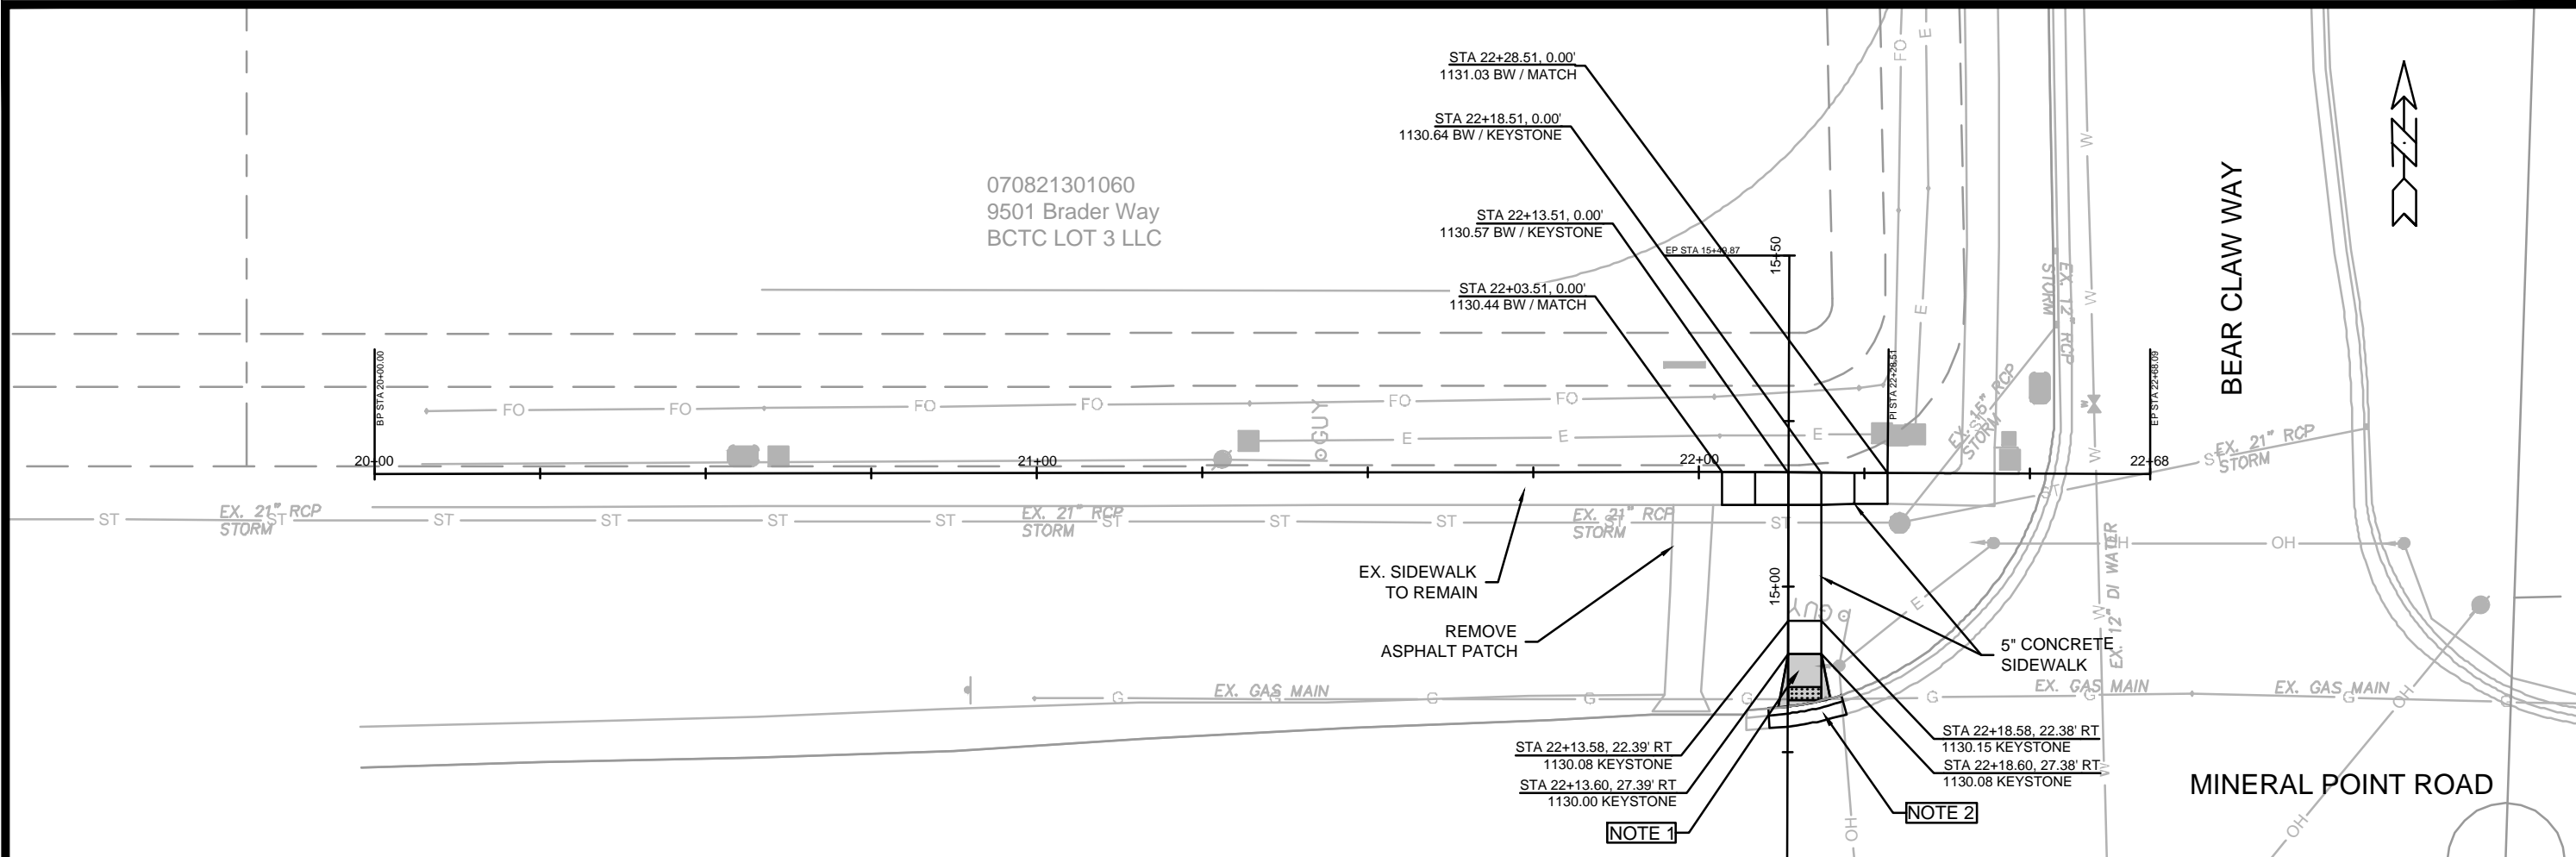 STA 22+28.51, 0.00'
1131.03 BW / MATCH
STA 22+18.51, 0.00'
1130.64 BW / KEYSTONE
STA 22+13.51, 0.00'
1130.57 BW / KEYSTONE
STA 22+03.51, 0.00'
1130.44 BW / MATCH
070821301060
9501 Brader Way
BCTC LOT 3 LLC
EP STA 15+49.87
15+50
FO
E
W
N
BEAR CLAW WAY
EX. 12" RCP
STORM
W
E
W
EX. 15" RCP
STORM
BP STA 20+00.00
PI STA 22+28.51
EP STA 22+68.09
FO
FO
FO
FO
FO
FO
GUY
E
E
E
W
W
20+00
21+00
22+00
22+68
ST
EX. 21" RCP
STORM
ST
EX. 21" RCP
STORM
ST
ST
ST
ST
ST
EX. 21" RCP
STORM
ST
ST
ST
ST
EX. 21" RCP
STORM
ST
ST
ST
OH
OH
EX. 12" DI WATER
W
W
EX. SIDEWALK
TO REMAIN
15+00
GUY
E
REMOVE
ASPHALT PATCH
5" CONCRETE
SIDEWALK
G
EX. GAS MAIN
G
G
G
G
G
EX. GAS MAIN
G
EX. GAS MAIN
G
G
OH
STA 22+13.58, 22.39' RT
1130.08 KEYSTONE
STA 22+13.60, 27.39' RT
1130.00 KEYSTONE
STA 22+18.58, 22.38' RT
1130.15 KEYSTONE
STA 22+18.60, 27.38' RT
1130.08 KEYSTONE
W
MINERAL POINT ROAD
NOTE 1
NOTE 2
OH
OH